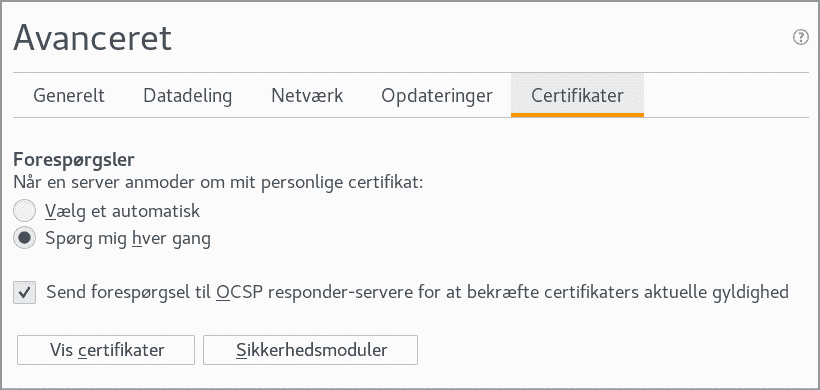 Avanceret
?
Generelt Datadeling Netværk Opdateringer Certifikater
Forespørgsler
Når en server anmoder om mit personlige certifikat:
Vælg et automatisk
Spørg mig hver gang
Send forespørgsel til OCSP responder-servere for at bekræfte certifikaters aktuelle gyldighed
Vis certifikater Sikkerhedsmoduler